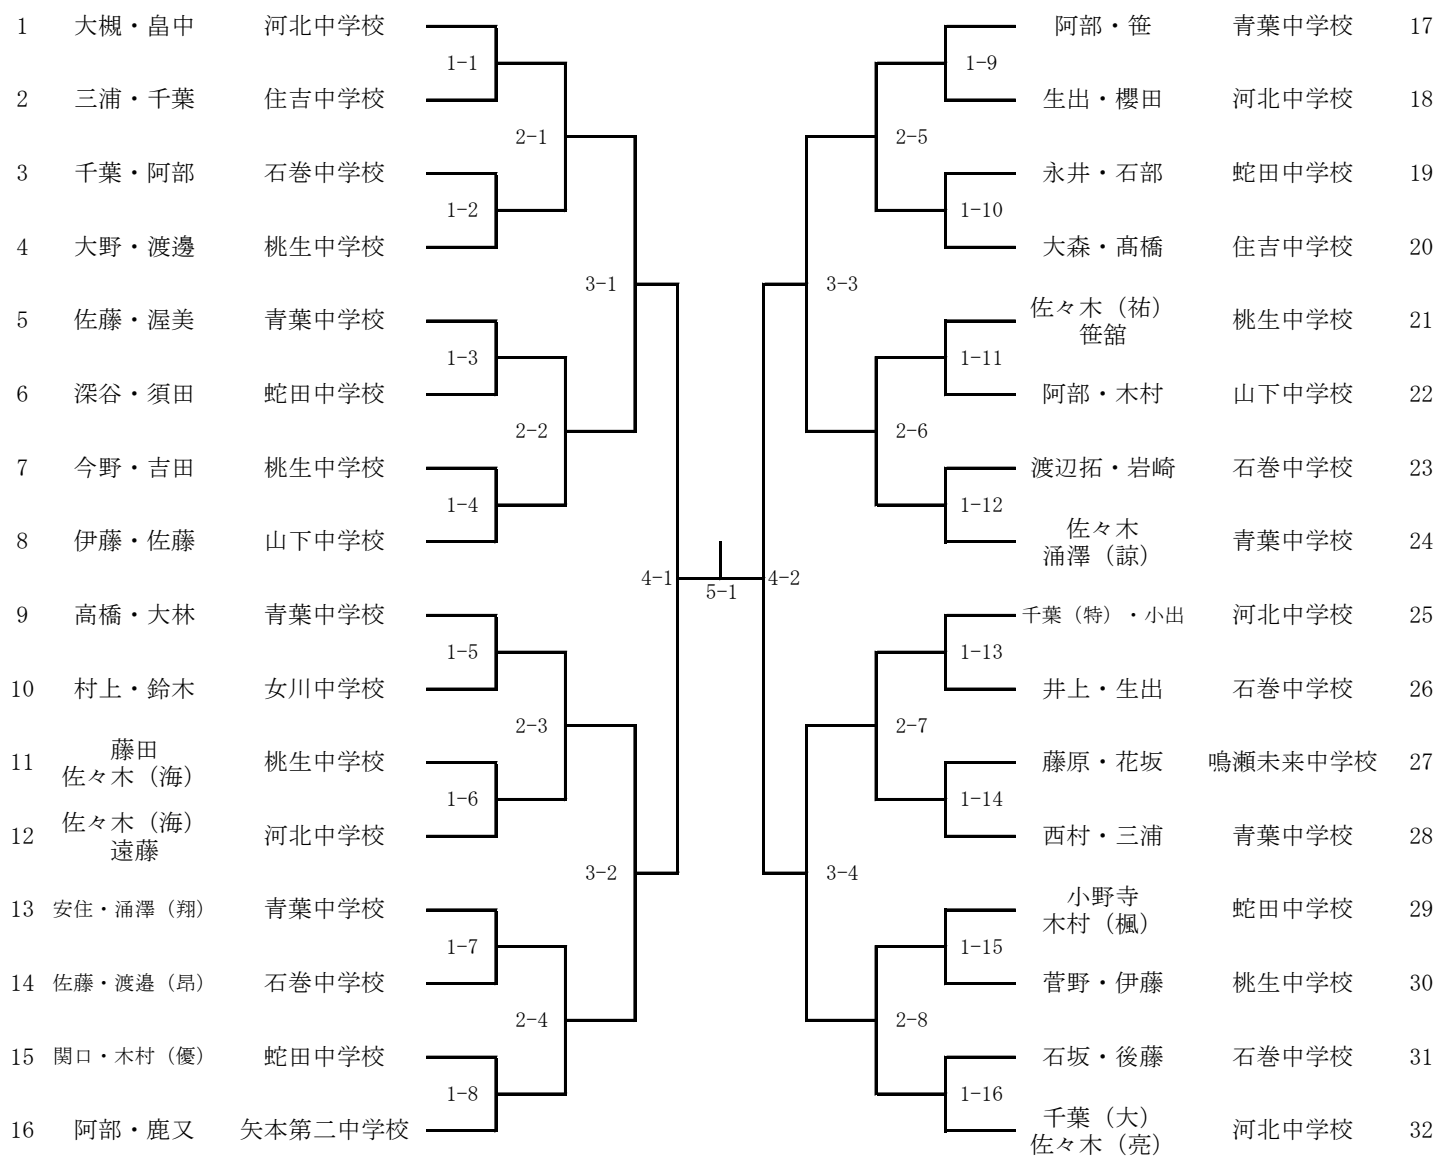 1 大槻・畠中 河北中学校
1-1
2 三浦・千葉 住吉中学校
2-1
3 千葉・阿部 石巻中学校
1-2
4 大野・渡邊 桃生中学校
3-1
5 佐藤・渥美 青葉中学校
1-3
6 深谷・須田 蛇田中学校
2-2
7 今野・吉田 桃生中学校
1-4
8 伊藤・佐藤 山下中学校
4-1
9 高橋・大林 青葉中学校
1-5
10 村上・鈴木 女川中学校
2-3
11 藤田
佐々木（海） 桃生中学校
1-6
12 佐々木（海）
遠藤 河北中学校
3-2
13 安住・涌澤（翔） 青葉中学校
1-7
14 佐藤・渡邉（昂） 石巻中学校
2-4
15 関口・木村（優） 蛇田中学校
1-8
16 阿部・鹿又 矢本第二中学校
5-1
阿部・笹 青葉中学校 17
1-9
生出・櫻田 河北中学校 18
2-5
永井・石部 蛇田中学校 19
1-10
大森・髙橋 住吉中学校 20
3-3
佐々木（祐）
笹舘 桃生中学校 21
1-11
阿部・木村 山下中学校 22
2-6
渡辺拓・岩崎 石巻中学校 23
1-12
佐々木
涌澤（諒） 青葉中学校 24
4-2
千葉（特）・小出 河北中学校 25
1-13
井上・生出 石巻中学校 26
2-7
藤原・花坂 鳴瀬未来中学校 27
1-14
西村・三浦 青葉中学校 28
3-4
小野寺
木村（楓） 蛇田中学校 29
1-15
菅野・伊藤 桃生中学校 30
2-8
石坂・後藤 石巻中学校 31
1-16
千葉（大）
佐々木（亮） 河北中学校 32